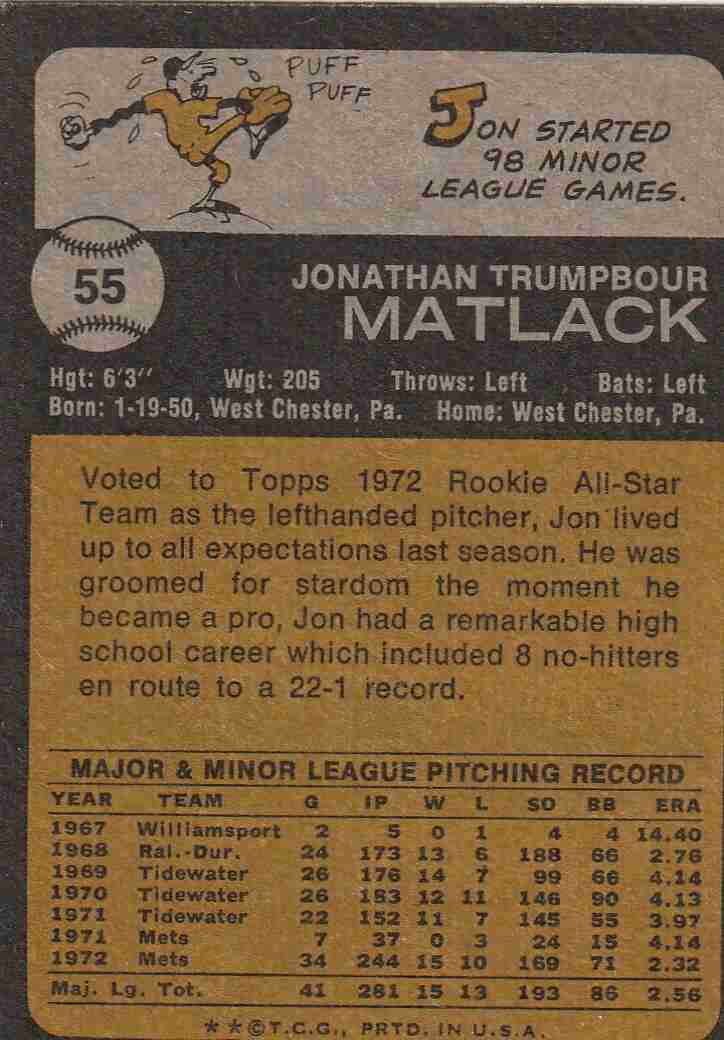 PUFF
PUFF
JON STARTED
98 MINOR
LEAGUE GAMES.
55
JONATHAN TRUMPBOUR
MATLACK
Hgt: 6'3" Wgt: 205 Throws: Left Bats: Left
Born: 1-19-50, West Chester, Pa. Home: West Chester, Pa.
Voted to Topps 1972 Rookie All-Star
Team as the lefthanded pitcher, Jon lived
up to all expectations last season. He was
groomed for stardom the moment he
became a pro, Jon had a remarkable high
school career which included 8 no-hitters
en route to a 22-1 record.
MAJOR & MINOR LEAGUE PITCHING RECORD
YEAR TEAM G IP W L SO BB ERA
1967 Williamsport 2 5 0 1 4 4 14.40
1968 Ral.-Dur. 24 173 13 6 188 66 2.76
1969 Tidewater 26 176 14 7 99 66 4.14
1970 Tidewater 26 183 12 11 146 90 4.13
1971 Tidewater 22 152 11 7 145 55 3.97
1971 Mets 7 37 0 3 24 15 4.14
1972 Mets 34 244 15 10 169 71 2.32
Maj. Lg. Tot. 41 281 15 13 193 86 2.56
**©T.C.G., PRTD. IN U.S.A.